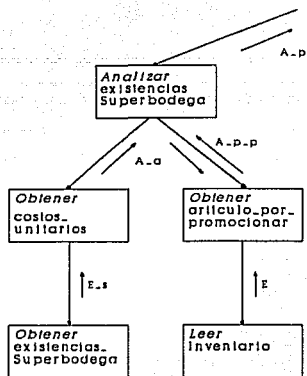 A_p
Analizar
existencias
Superbodega
A_p_p
A_a
Obtener
costos_
unitarios
Obtener
articulo_por_
promocionar
E_s
E
Obtener
existencias_
Superbodega
Leer
Inventario